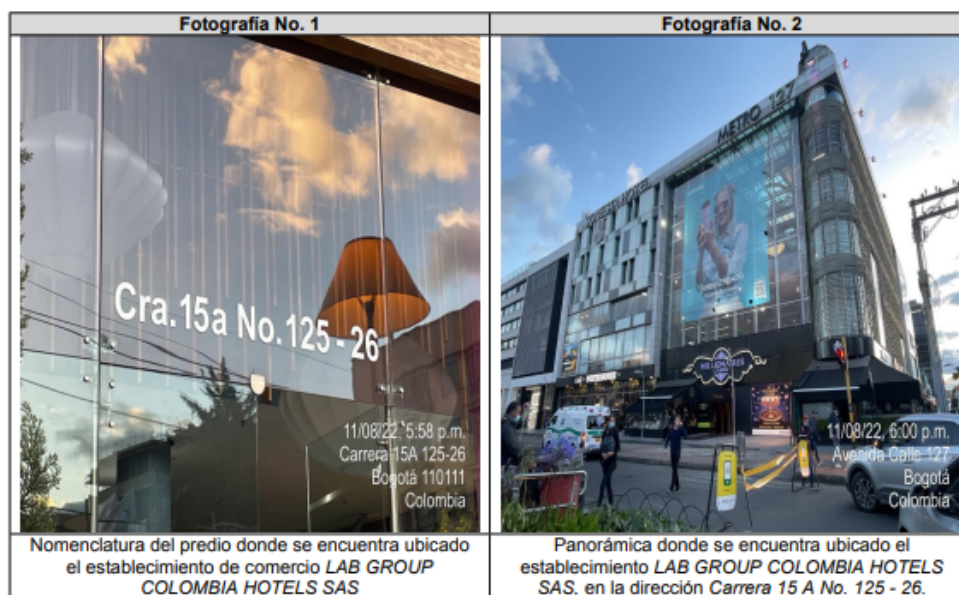 Fotografía No. 1
Cra.15a No.125 - 26
11/08/22, 5:58 p.m.
Carrera 15A 125-26
Bogotá 110111
Colombia
Nomenclatura del predio donde se encuentra ubicado
el establecimiento de comercio LAB GROUP
COLOMBIA HOTELS SAS
Fotografía No. 2
METRO 127
HOTEL
11/08/22, 6:00 p.m.
Avenida Calle 127
Bogotá
Colombia
Panorámica donde se encuentra ubicado el
establecimiento LAB GROUP COLOMBIA HOTELS
SAS, en la dirección Carrera 15 A No. 125 - 26.